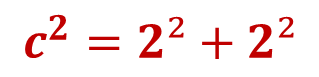 c² = 2² + 2²